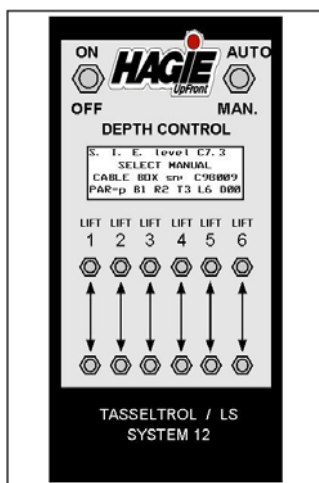 ON
AUTO
HAGIE
UpFront
OFF
MAN.
DEPTH CONTROL
S. I. E. level C7.3
SELECT MANUAL
CABLE BOX sn# C98009
PAR=p B1 R2 T3 L6 D00
LIFT LIFT LIFT LIFT LIFT LIFT
1 2 3 4 5 6
TASSELTROL / LS
SYSTEM 12